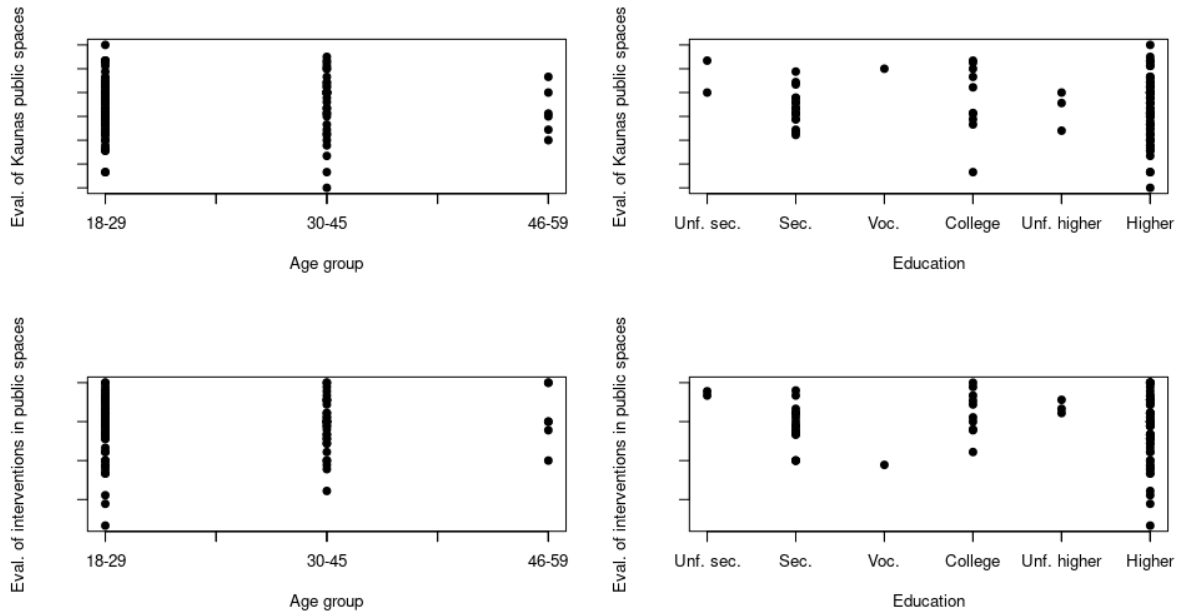 Eval. of Kaunas public spaces
18-29 30-45 46-59
Age group
Eval. of Kaunas public spaces
Unf. sec. Sec. Voc. College Unf. higher Higher
Education
Eval. of interventions in public spaces
18-29 30-45 46-59
Age group
Eval. of interventions in public spaces
Unf. sec. Sec. Voc. College Unf. higher Higher
Education